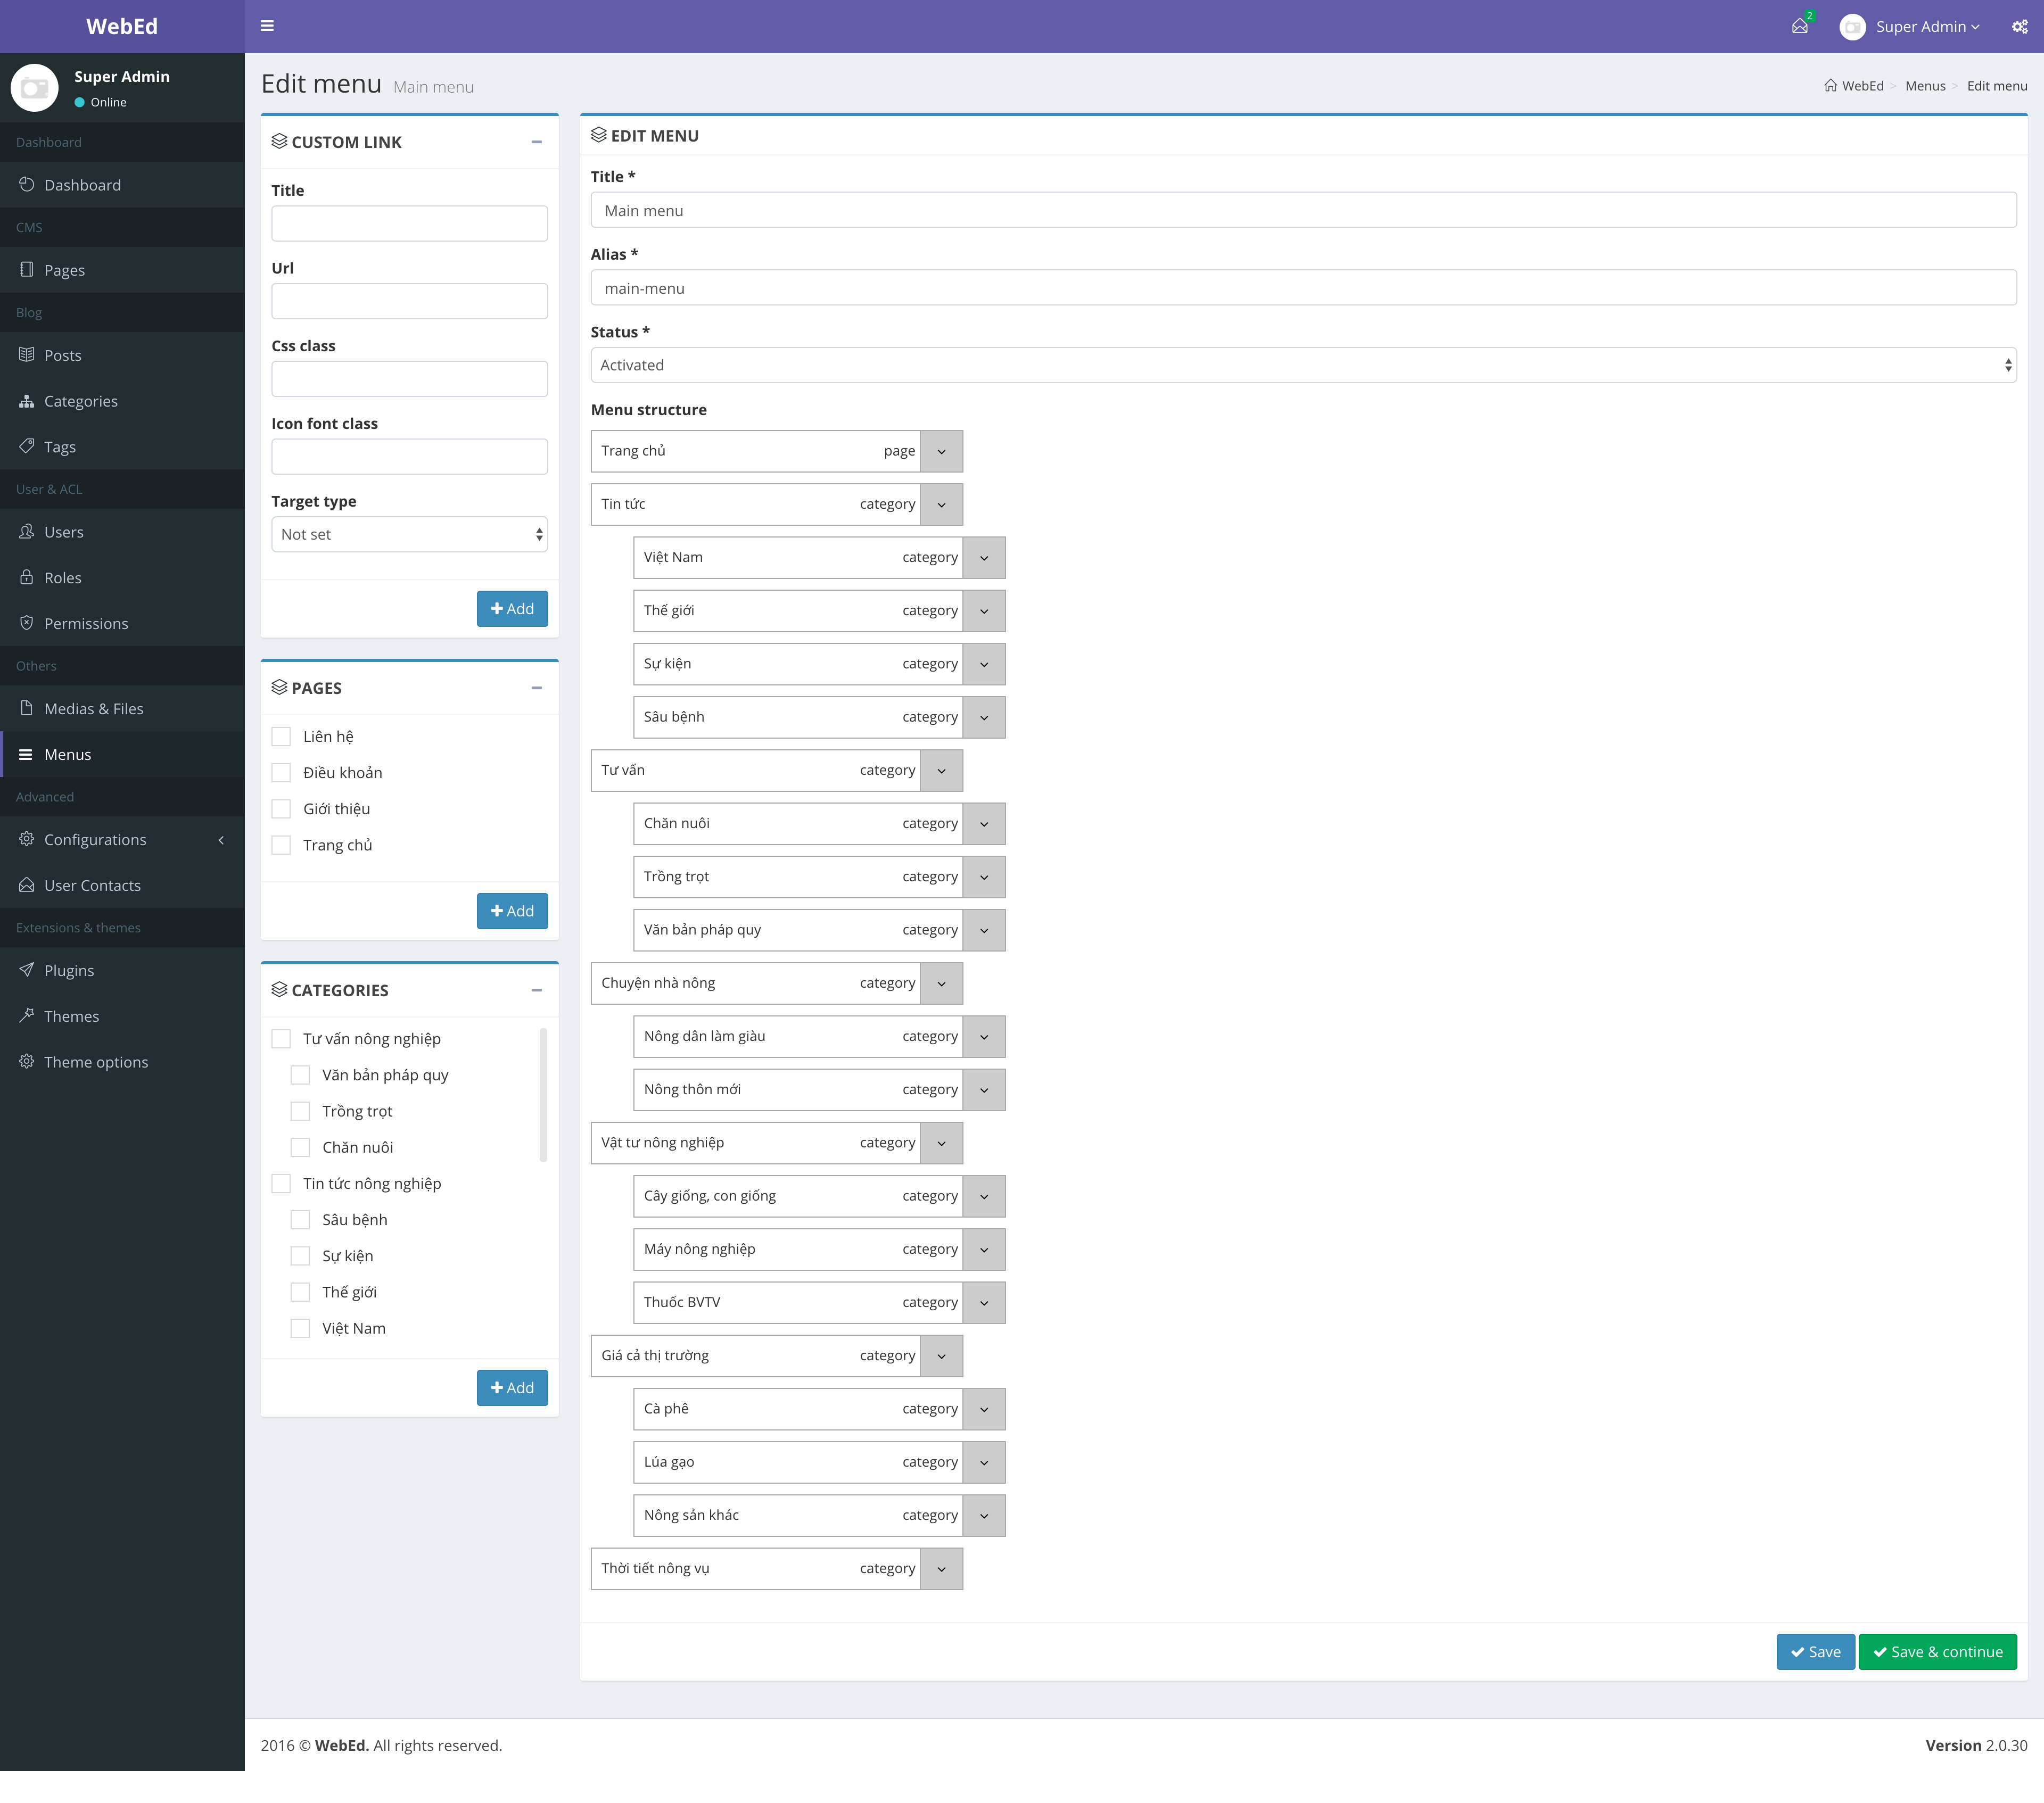 WebEd
2
Super Admin
Super Admin
Online
Dashboard
Dashboard
CMS
Pages
Blog
Posts
Categories
Tags
User & ACL
Users
Roles
Permissions
Others
Medias & Files
Menus
Advanced
Configurations
User Contacts
Extensions & themes
Plugins
Themes
Theme options
Edit menu Main menu
WebEd > Menus > Edit menu
CUSTOM LINK
Title
Url
Css class
Icon font class
Target type
Not set
Add
PAGES
Liên hệ
Điều khoản
Giới thiệu
Trang chủ
Add
CATEGORIES
Tư vấn nông nghiệp
Văn bản pháp quy
Trồng trọt
Chăn nuôi
Tin tức nông nghiệp
Sâu bệnh
Sự kiện
Thế giới
Việt Nam
Add
EDIT MENU
Title *
Main menu
Alias *
main-menu
Status *
Activated
Menu structure
Trang chủ page
Tin tức category
Việt Nam category
Thế giới category
Sự kiện category
Sâu bệnh category
Tư vấn category
Chăn nuôi category
Trồng trọt category
Văn bản pháp quy category
Chuyện nhà nông category
Nông dân làm giàu category
Nông thôn mới category
Vật tư nông nghiệp category
Cây giống, con giống category
Máy nông nghiệp category
Thuốc BVTV category
Giá cả thị trường category
Cà phê category
Lúa gạo category
Nông sản khác category
Thời tiết nông vụ category
Save
Save & continue
2016 © WebEd. All rights reserved.
Version 2.0.30